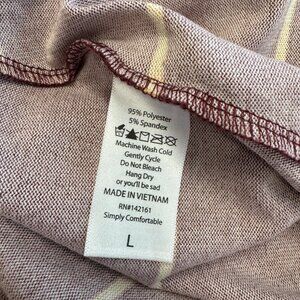 95% Polyester
5% Spandex
Machine Wash Cold
Gently Cycle
Do Not Bleach
Hang Dry
or you'll be sad
MADE IN VIETNAM
RN#142161
Simply Comfortable
L